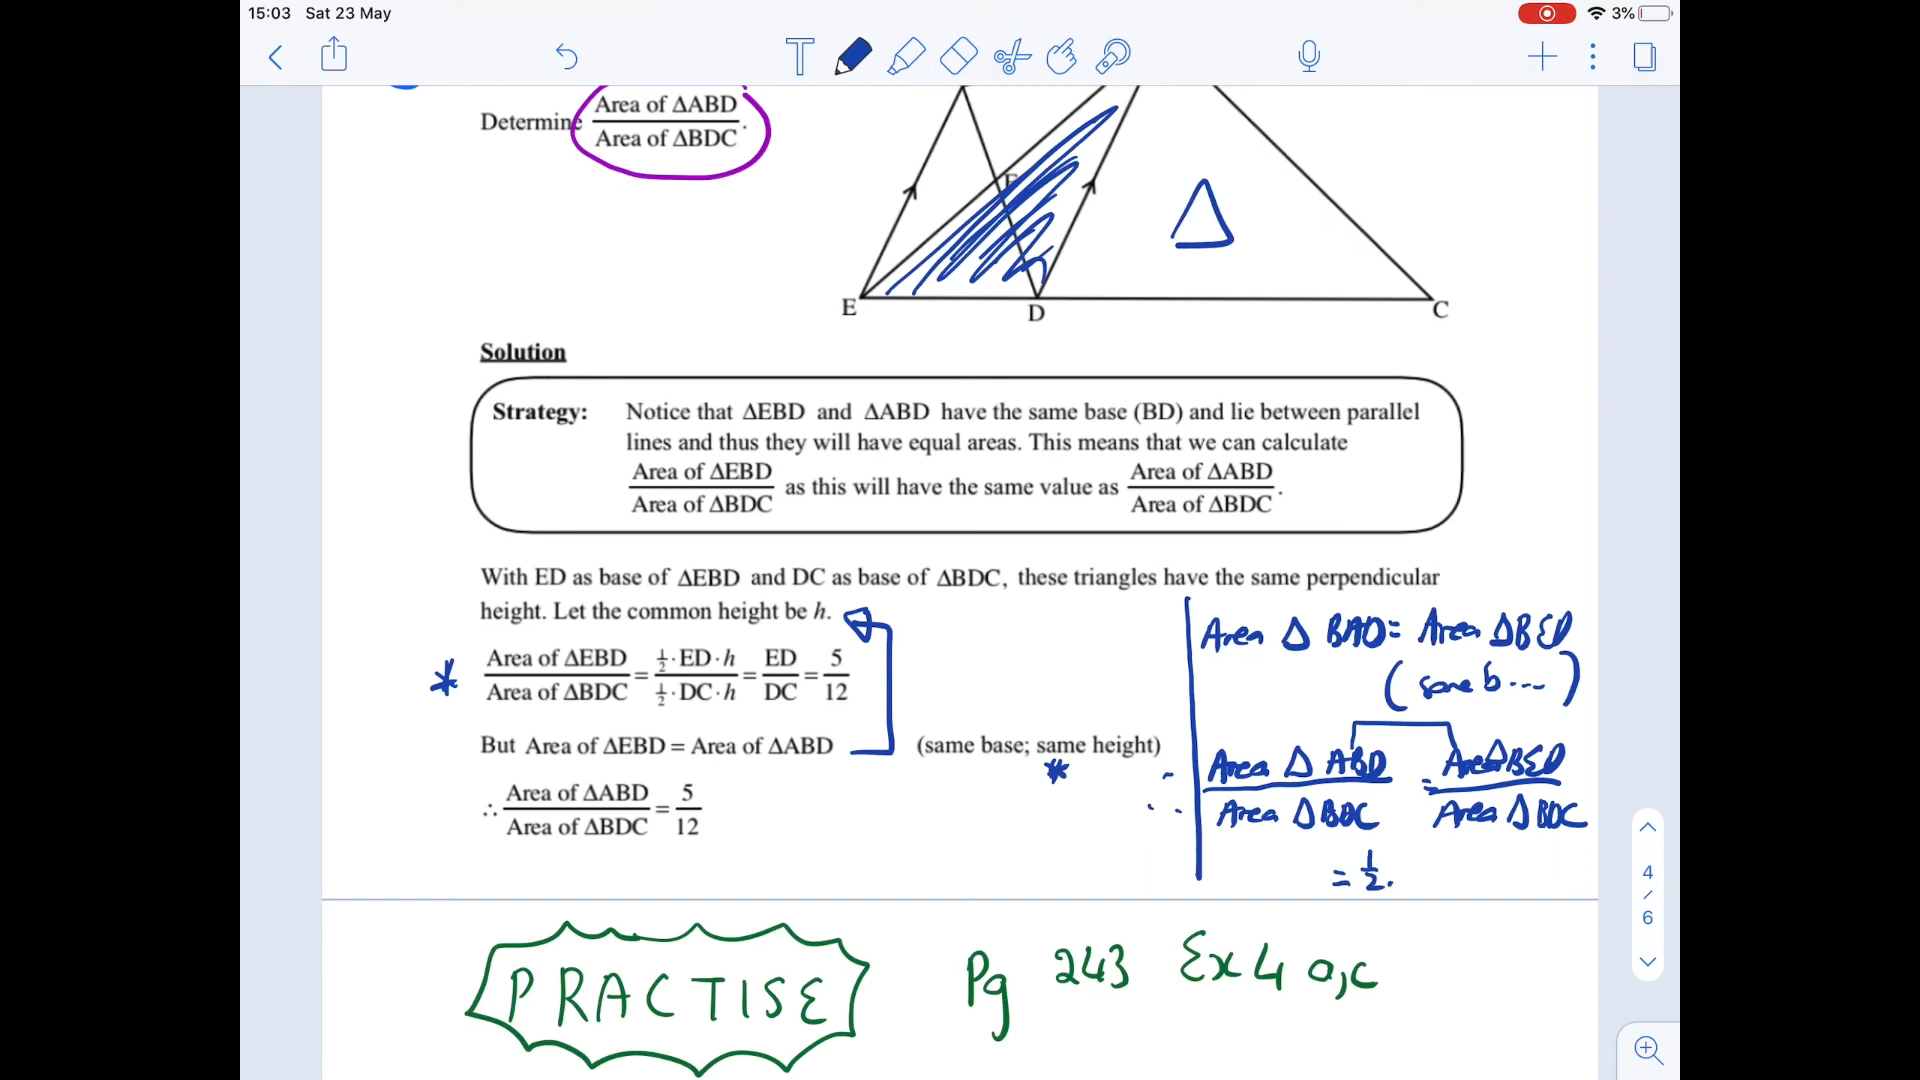 15:03 Sat 23 May
3%
Determine Area of ΔABD / Area of ΔBDC.
F
E
D
C
Δ
Solution
Strategy: Notice that ΔEBD and ΔABD have the same base (BD) and lie between parallel
lines and thus they will have equal areas. This means that we can calculate
Area of ΔEBD / Area of ΔBDC as this will have the same value as Area of ΔABD / Area of ΔBDC.
With ED as base of ΔEBD and DC as base of ΔBDC, these triangles have the same perpendicular
height. Let the common height be h.
* Area of ΔEBD / Area of ΔBDC = ½·ED·h / ½·DC·h = ED / DC = 5 / 12
But Area of ΔEBD = Area of ΔABD (same base; same height)
*
∴ Area of ΔABD / Area of ΔBDC = 5 / 12
Area Δ BAD = Area ΔBED
(same b ...)
∴ Area Δ ABD / Area Δ BDC = Area ΔBED / Area Δ BDC
= ½.
PRACTISE Pg 243 Ex 4 a,c
4 / 6